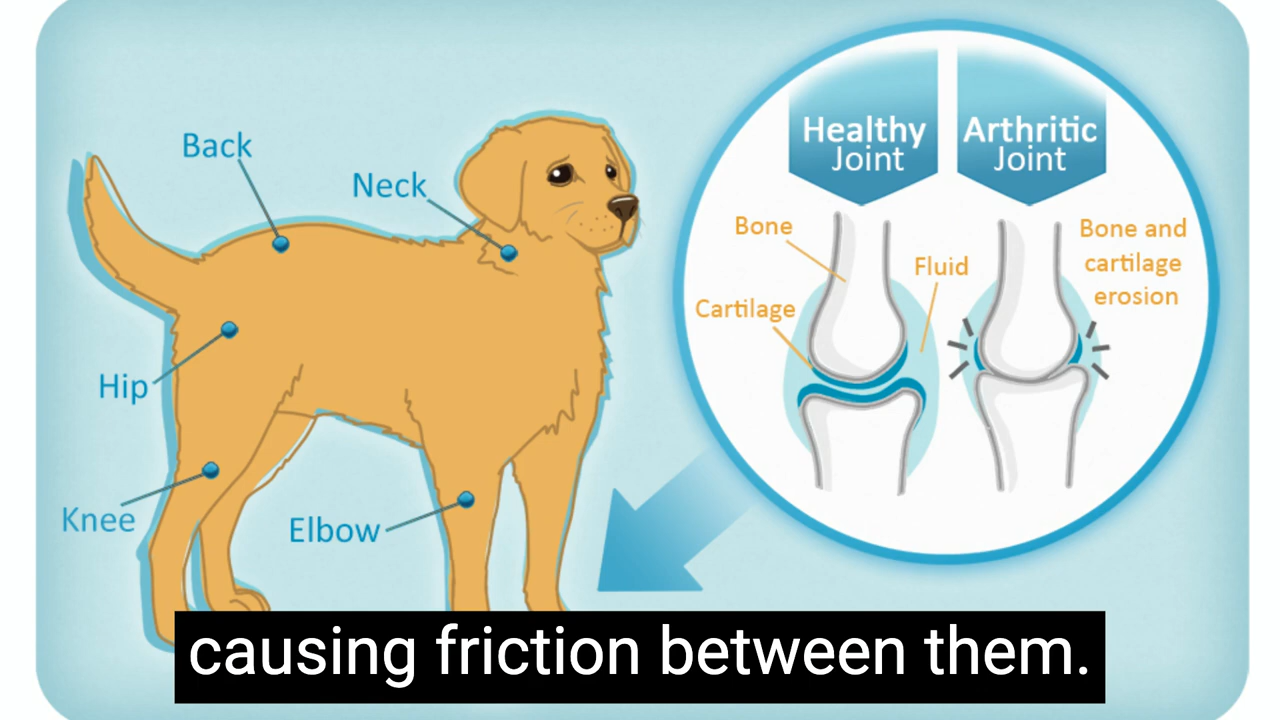 Back
Neck
Hip
Knee
Elbow
Healthy
Joint
Arthritic
Joint
Bone
Fluid
Cartilage
Bone and
cartilage
erosion
causing friction between them.